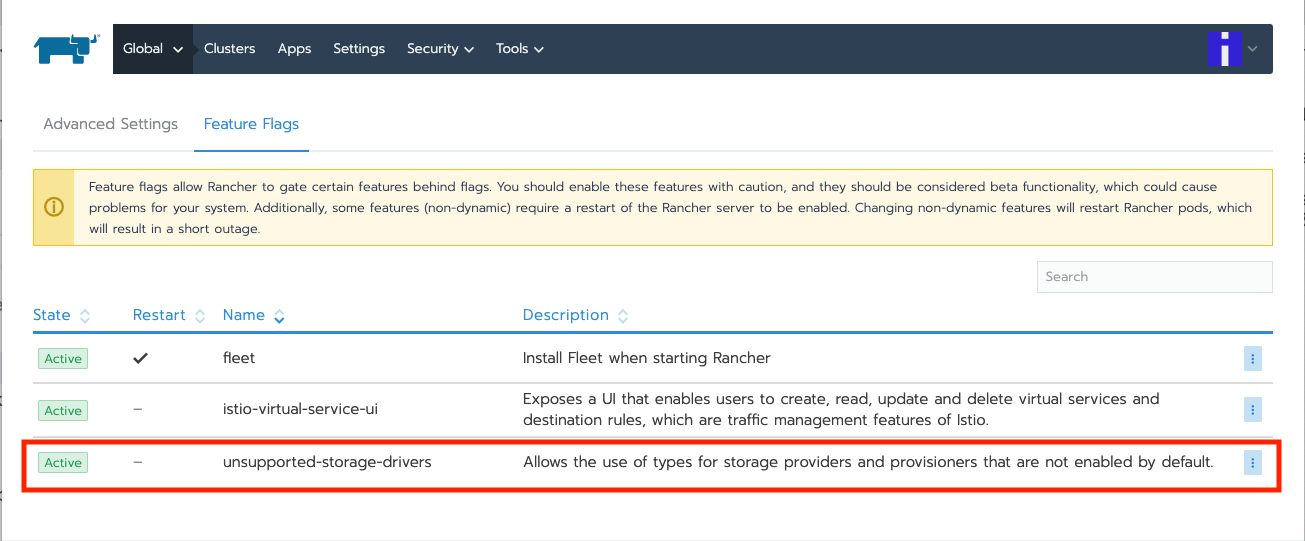 Global Clusters Apps Settings Security Tools
Advanced Settings Feature Flags
Feature flags allow Rancher to gate certain features behind flags. You should enable these features with caution, and they should be considered beta functionality, which could cause
problems for your system. Additionally, some features (non-dynamic) require a restart of the Rancher server to be enabled. Changing non-dynamic features will restart Rancher pods, which
will result in a short outage.
Search
State Restart Name Description
Active fleet Install Fleet when starting Rancher
Active – istio-virtual-service-ui Exposes a UI that enables users to create, read, update and delete virtual services and
destination rules, which are traffic management features of Istio.
Active – unsupported-storage-drivers Allows the use of types for storage providers and provisioners that are not enabled by default.